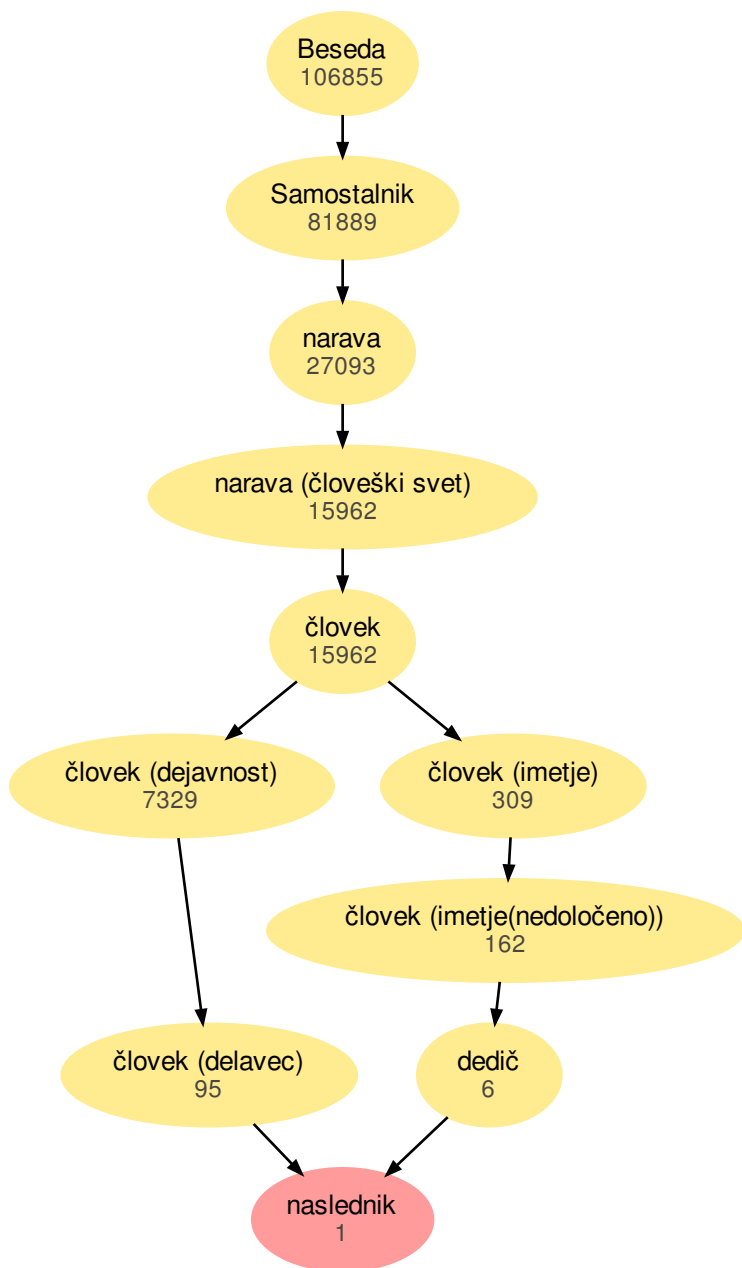 Beseda
106855
Samostalnik
81889
narava
27093
narava (človeški svet)
15962
človek
15962
človek (dejavnost)
7329
človek (imetje)
309
človek (imetje(nedoločeno))
162
človek (delavec)
95
dedič
6
naslednik
1